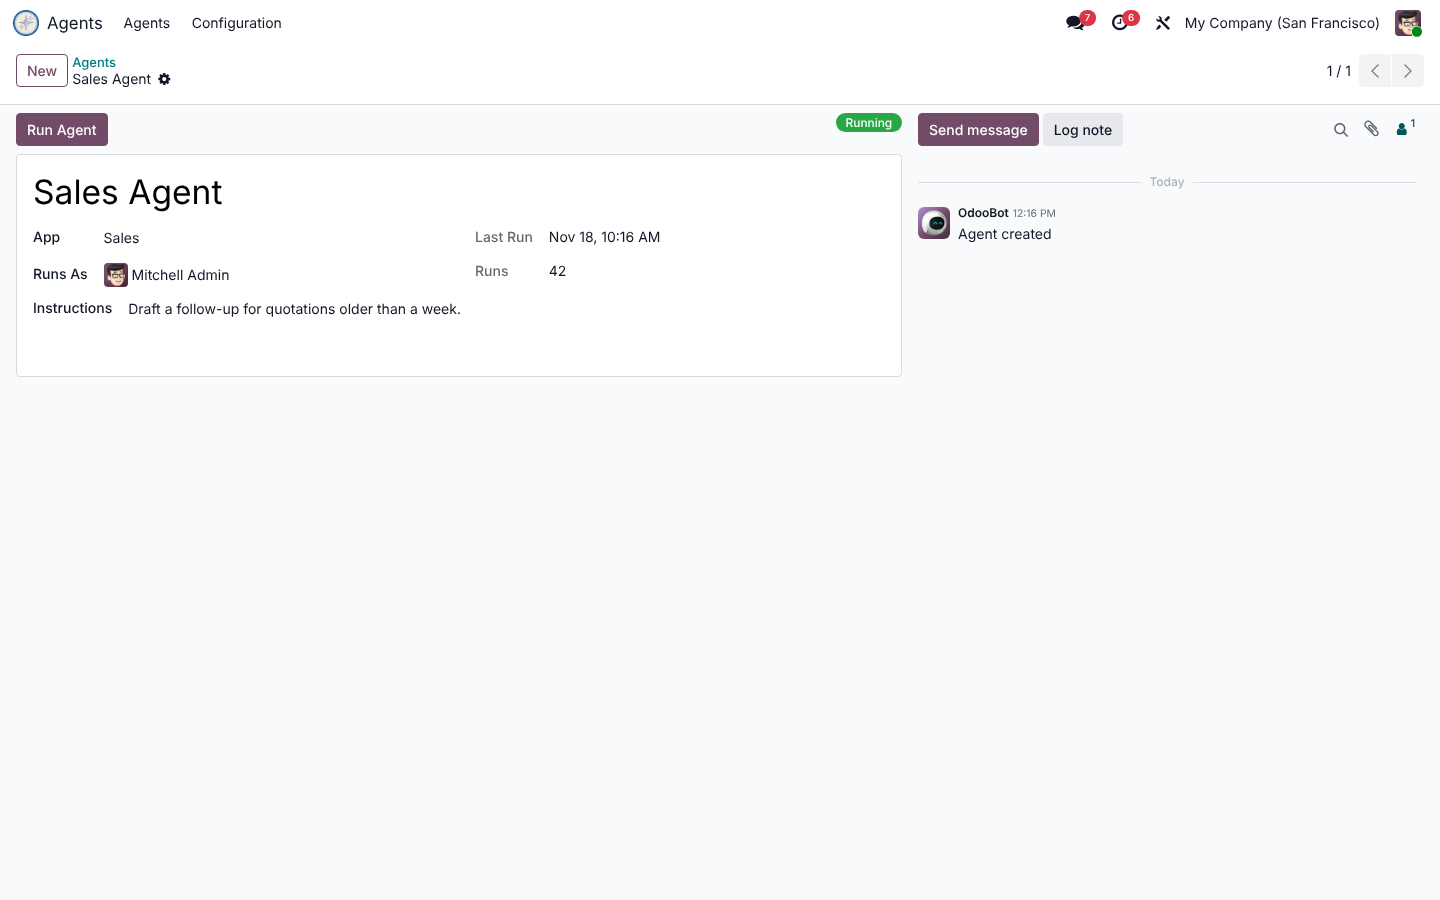 Agents
Agents
Configuration
7
6
My Company (San Francisco)
New
Agents
Sales Agent
1 / 1
Run Agent
Running
Send message
Log note
1
Sales Agent
App
Sales
Last Run
Nov 18, 10:16 AM
Runs As
Mitchell Admin
Runs
42
Instructions
Draft a follow-up for quotations older than a week.
Today
OdooBot 12:16 PM
Agent created